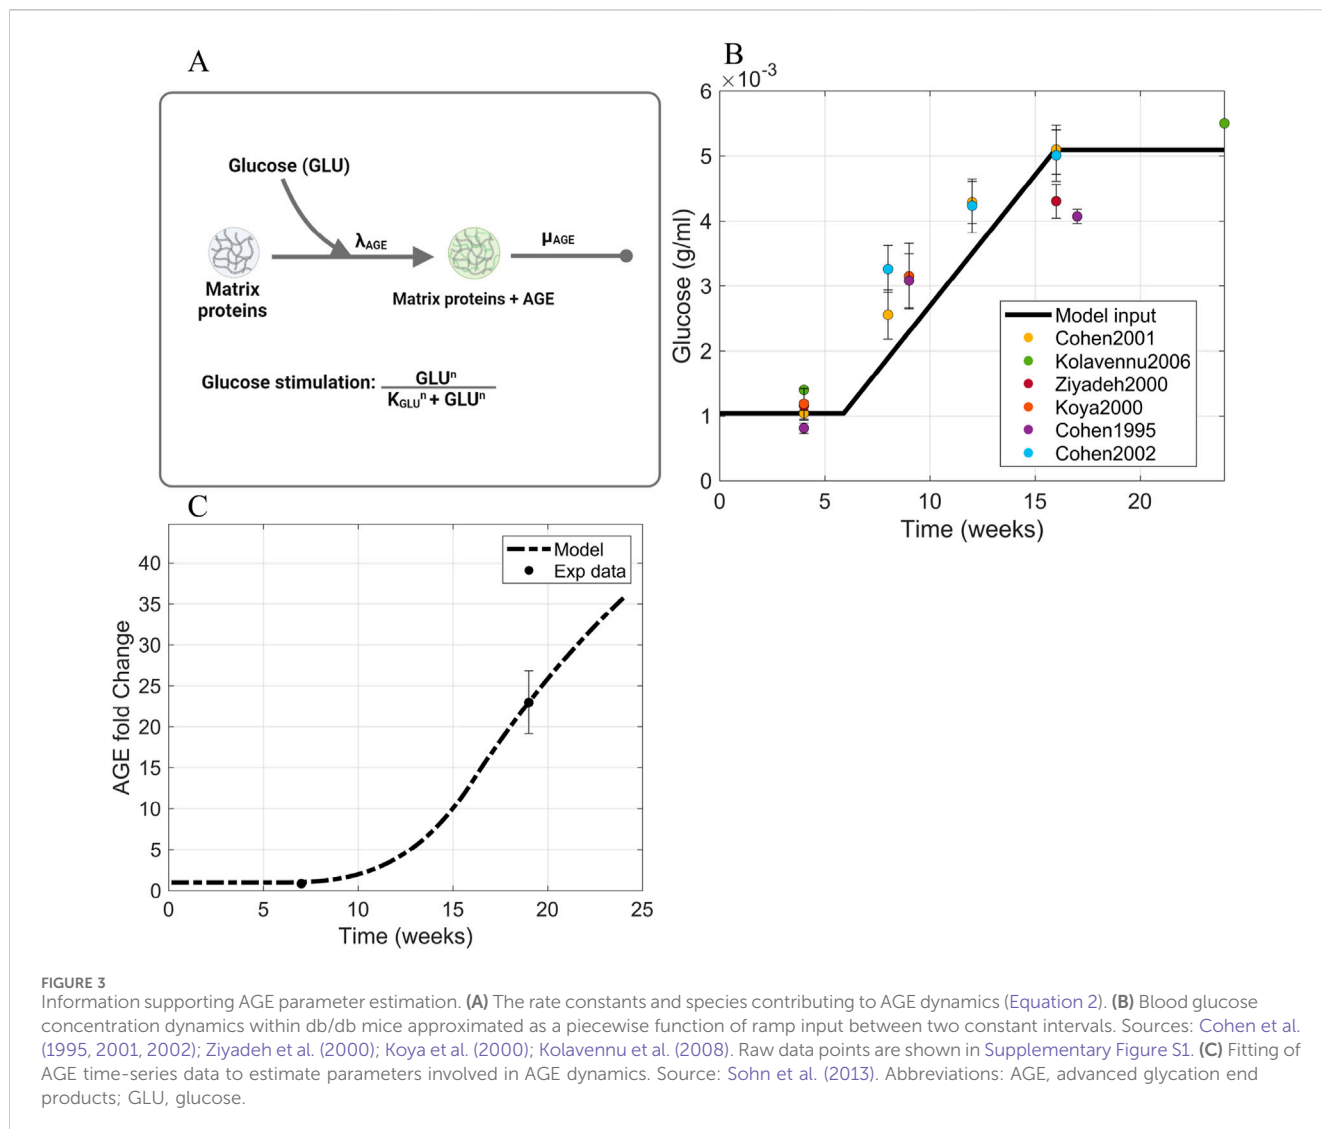 A
Glucose (GLU)
λAGE
μAGE
Matrix
proteins
Matrix proteins + AGE
Glucose stimulation: GLUⁿ
K_GLUⁿ + GLUⁿ
B
×10⁻³
6
5
4
3
2
1
0
Glucose (g/ml)
0 5 10 15 20
Time (weeks)
Model input
Cohen2001
Kolavennu2006
Ziyadeh2000
Koya2000
Cohen1995
Cohen2002
C
40
35
30
25
20
15
10
5
0
AGE fold Change
0 5 10 15 20 25
Time (weeks)
Model
Exp data
FIGURE 3
Information supporting AGE parameter estimation. (A) The rate constants and species contributing to AGE dynamics (Equation 2). (B) Blood glucose
concentration dynamics within db/db mice approximated as a piecewise function of ramp input between two constant intervals. Sources: Cohen et al.
(1995, 2001, 2002); Ziyadeh et al. (2000); Koya et al. (2000); Kolavennu et al. (2008). Raw data points are shown in Supplementary Figure S1. (C) Fitting of
AGE time-series data to estimate parameters involved in AGE dynamics. Source: Sohn et al. (2013). Abbreviations: AGE, advanced glycation end
products; GLU, glucose.